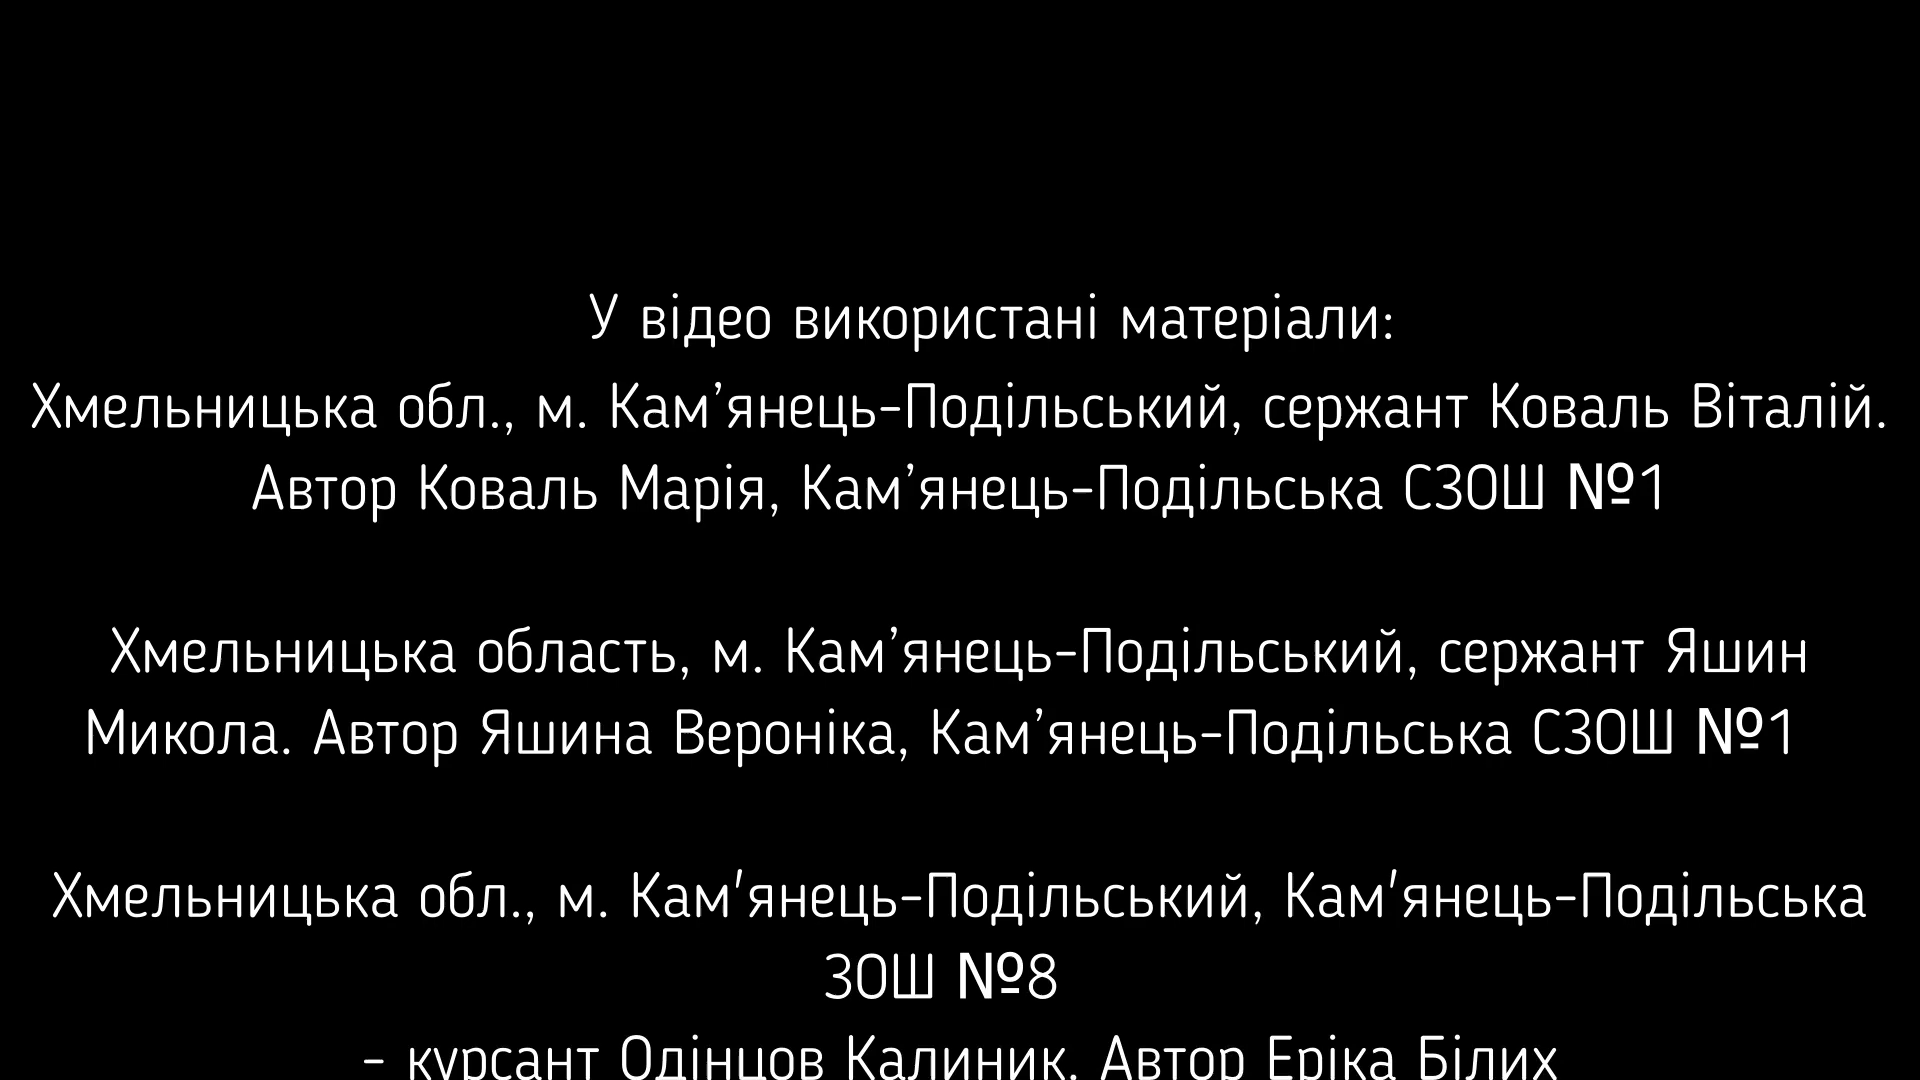 У відео використані матеріали:
Хмельницька обл., м. Кам’янець-Подільський, сержант Коваль Віталій.
Автор Коваль Марія, Кам’янець-Подільська СЗОШ №1
Хмельницька область, м. Кам’янець-Подільський, сержант Яшин
Микола. Автор Яшина Вероніка, Кам’янець-Подільська СЗОШ №1
Хмельницька обл., м. Кам'янець-Подільський, Кам'янець-Подільська
ЗОШ №8
- курсант Одінцов Калиник. Автор Еріка Білих